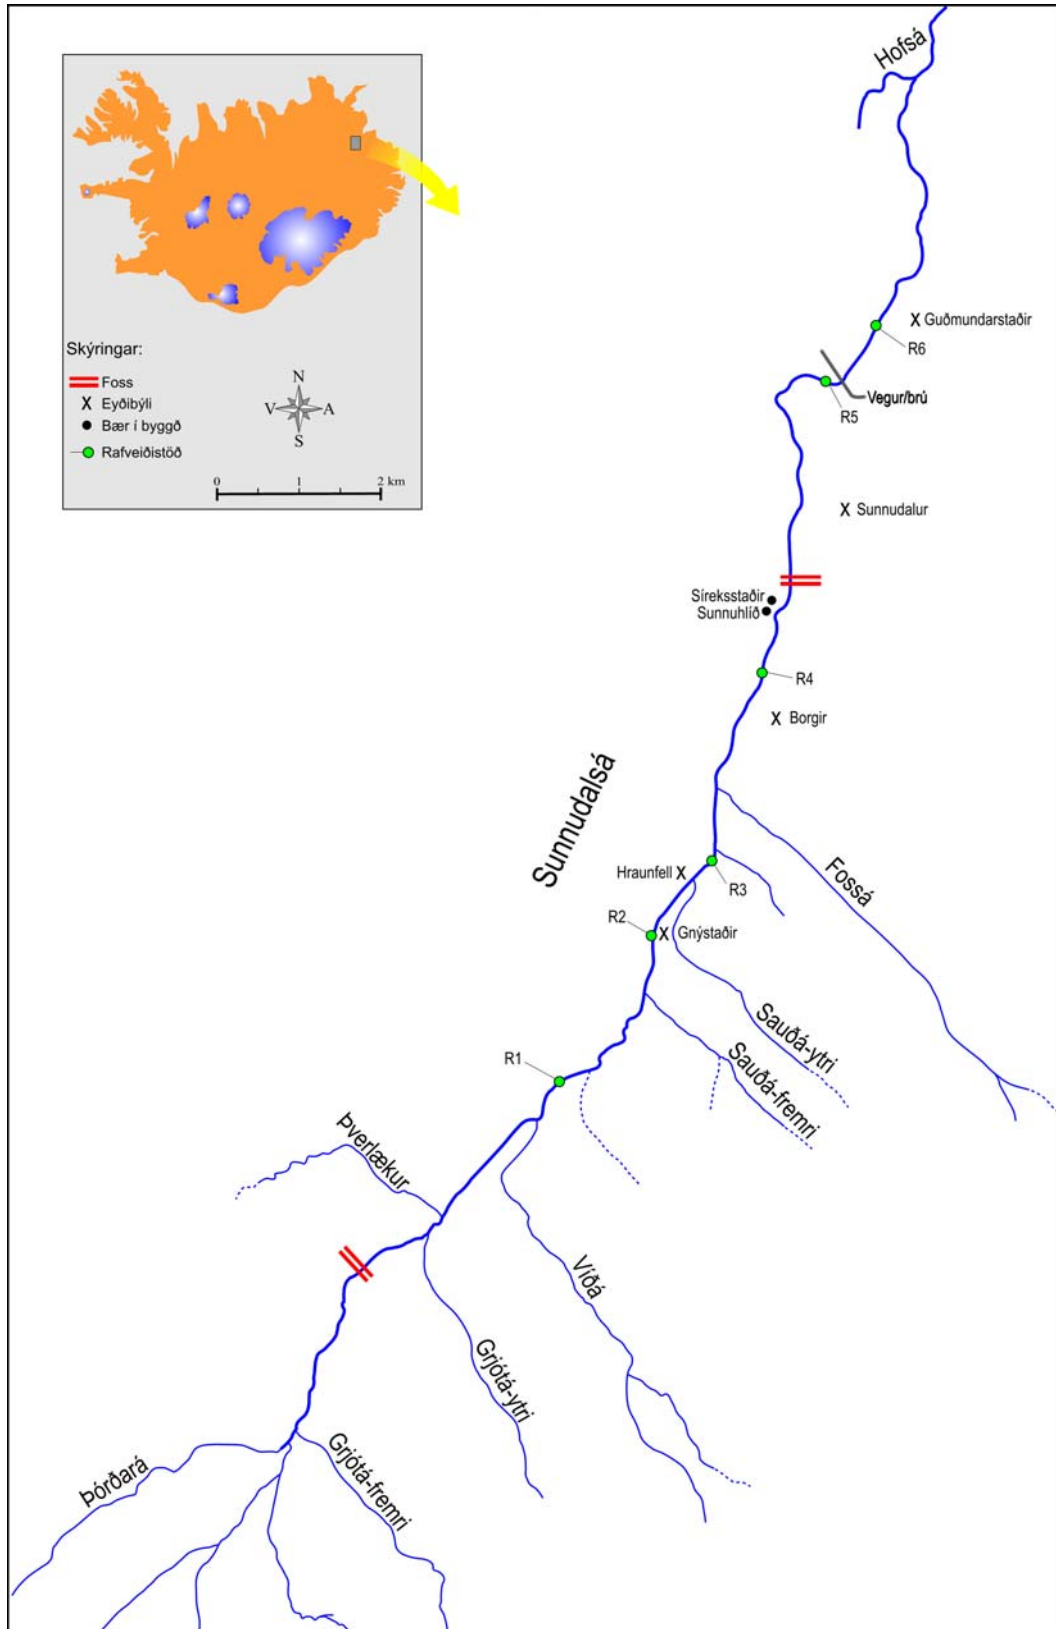 Hofsá
Skýringar:
Foss
Eyðibýli
Bær í byggð
Rafveiðistöð
N
V
A
S
0
1
2 km
X Guðmundarstaðir
R6
Vegur/brú
R5
X Sunnudalur
Síreksstaðir
Sunnuhlíð
R4
X Borgir
Sunnudalsá
Fossá
Hraunfell X
R3
R2
X Gnýstaðir
Sauðá-ytri
Sauðá-fremri
R1
Þverlækur
Víðá
Grjótá-ytri
Grjótá-fremri
Þórðará